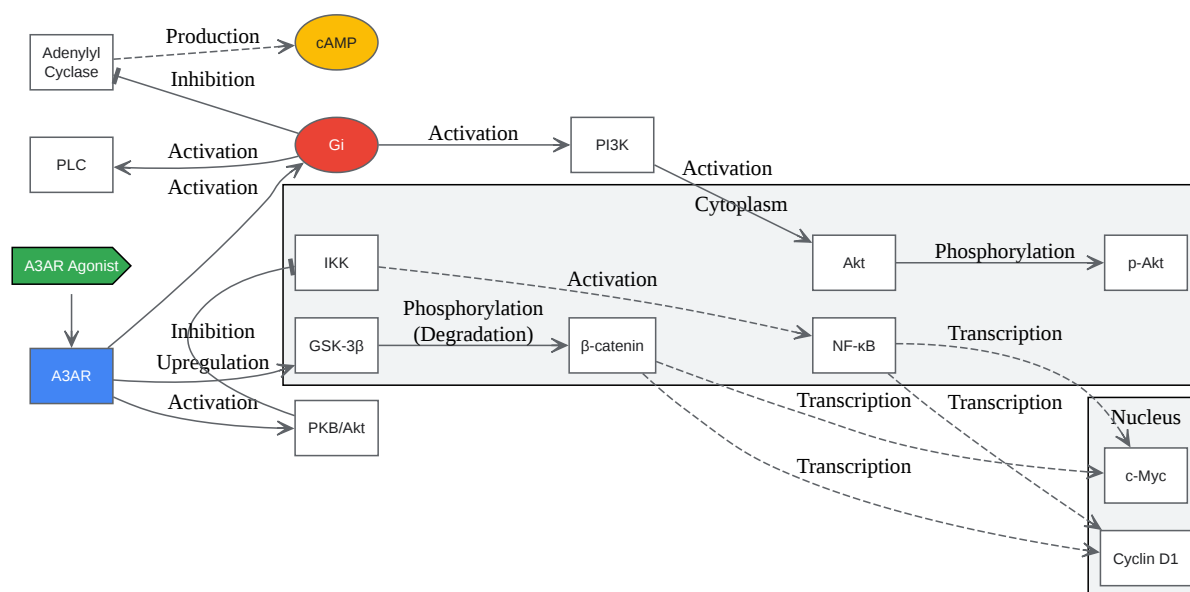 Production
Adenylyl
Cyclase
cAMP
Inhibition
Activation
Gi
PI3K
PLC
Activation
Activation
Activation
Cytoplasm
A3AR Agonist
IKK
Akt
Phosphorylation
p-Akt
Activation
Phosphorylation
(Degradation)
Inhibition
GSK-3β
β-catenin
NF-κB
Transcription
Upregulation
A3AR
Activation
PKB/Akt
Transcription
Transcription
Nucleus
Transcription
c-Myc
Cyclin D1